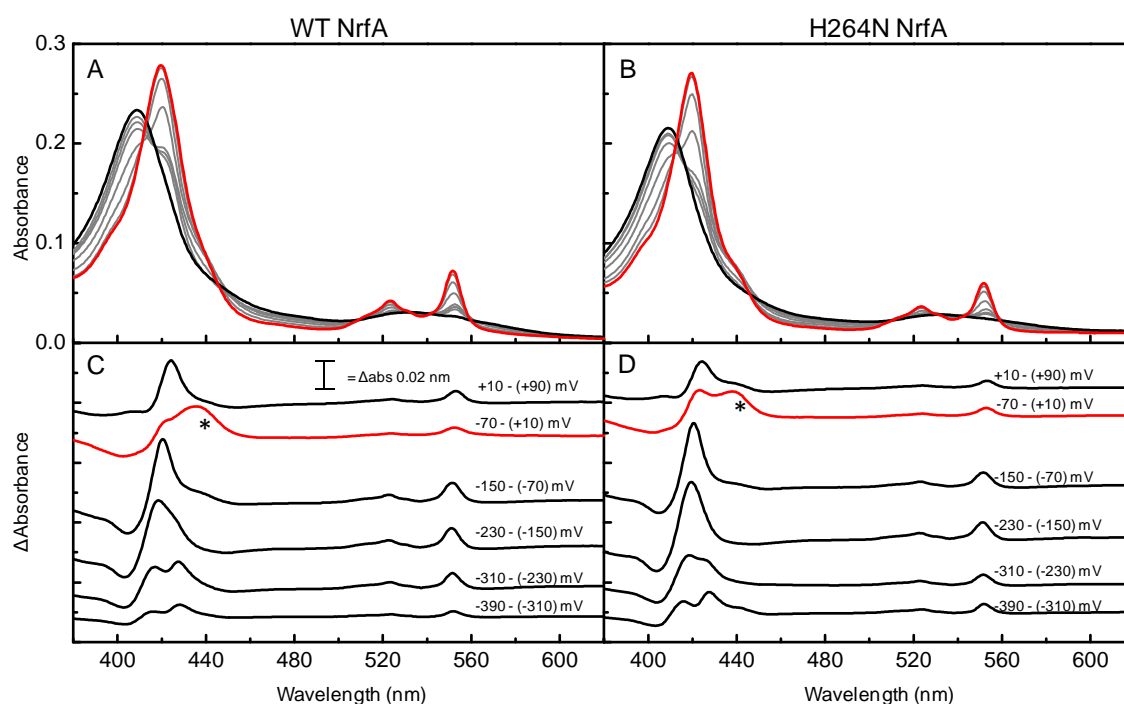 WT NrfA
H264N NrfA
A
B
0.3
0.2
0.1
0.0
Absorbance
C
= Δabs 0.02 nm
+10 - (+90) mV
*
-70 - (+10) mV
-150 - (-70) mV
-230 - (-150) mV
-310 - (-230) mV
-390 - (-310) mV
D
+10 - (+90) mV
*
-70 - (+10) mV
-150 - (-70) mV
-230 - (-150) mV
-310 - (-230) mV
-390 - (-310) mV
ΔAbsorbance
400 440 480 520 560 600
400 440 480 520 560 600
Wavelength (nm)
Wavelength (nm)